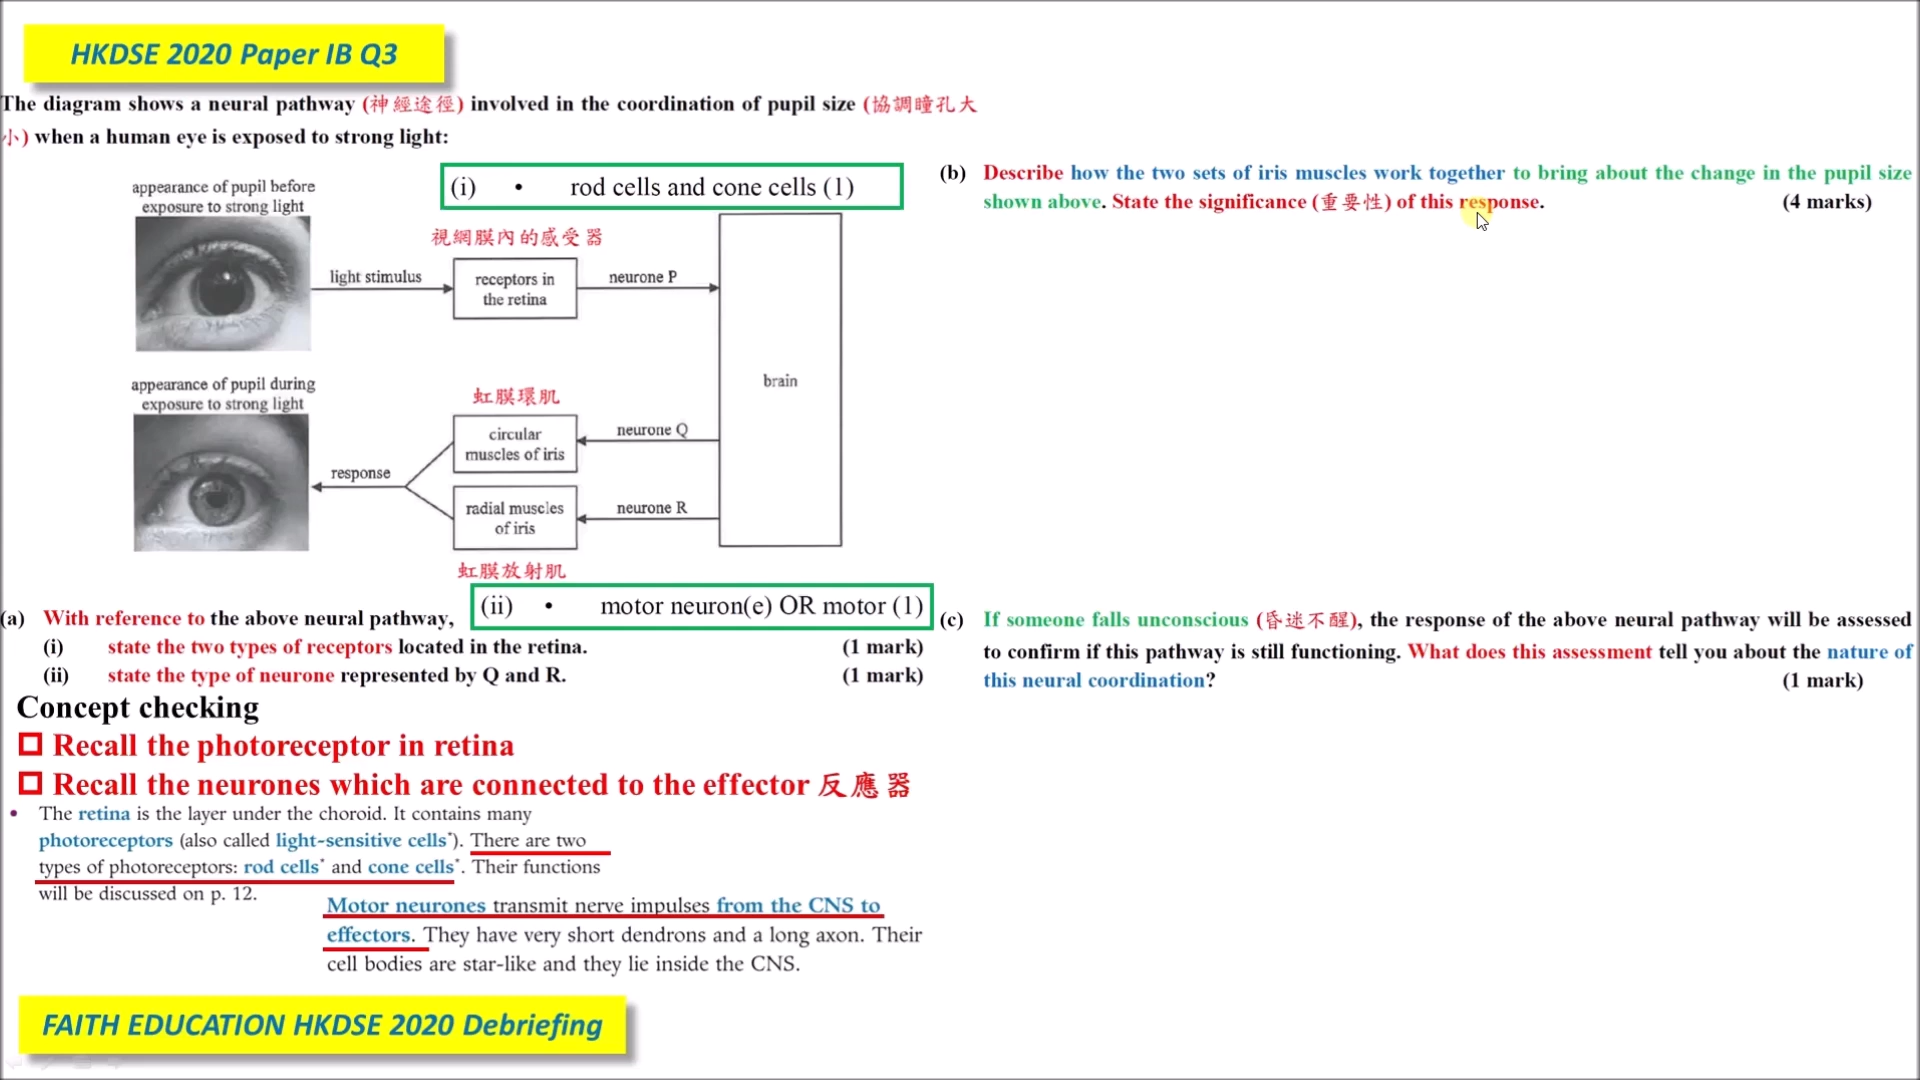 HKDSE 2020 Paper IB Q3
The diagram shows a neural pathway (神經途徑) involved in the coordination of pupil size (協調瞳孔大
小) when a human eye is exposed to strong light:
appearance of pupil before
exposure to strong light
(i) • rod cells and cone cells (1)
視網膜內的感受器
light stimulus
receptors in
the retina
neurone P
brain
appearance of pupil during
exposure to strong light
虹膜環肌
circular
muscles of iris
neurone Q
response
radial muscles
of iris
neurone R
虹膜放射肌
(ii) • motor neuron(e) OR motor (1)
(a) With reference to the above neural pathway,
(i) state the two types of receptors located in the retina. (1 mark)
(ii) state the type of neurone represented by Q and R. (1 mark)
Concept checking
Recall the photoreceptor in retina
Recall the neurones which are connected to the effector 反應器
• The retina is the layer under the choroid. It contains many
photoreceptors (also called light-sensitive cells*). There are two
types of photoreceptors: rod cells* and cone cells*. Their functions
will be discussed on p. 12.
Motor neurones transmit nerve impulses from the CNS to
effectors. They have very short dendrons and a long axon. Their
cell bodies are star-like and they lie inside the CNS.
FAITH EDUCATION HKDSE 2020 Debriefing
(b) Describe how the two sets of iris muscles work together to bring about the change in the pupil size
shown above. State the significance (重要性) of this response. (4 marks)
(c) If someone falls unconscious (昏迷不醒), the response of the above neural pathway will be assessed
to confirm if this pathway is still functioning. What does this assessment tell you about the nature of
this neural coordination? (1 mark)